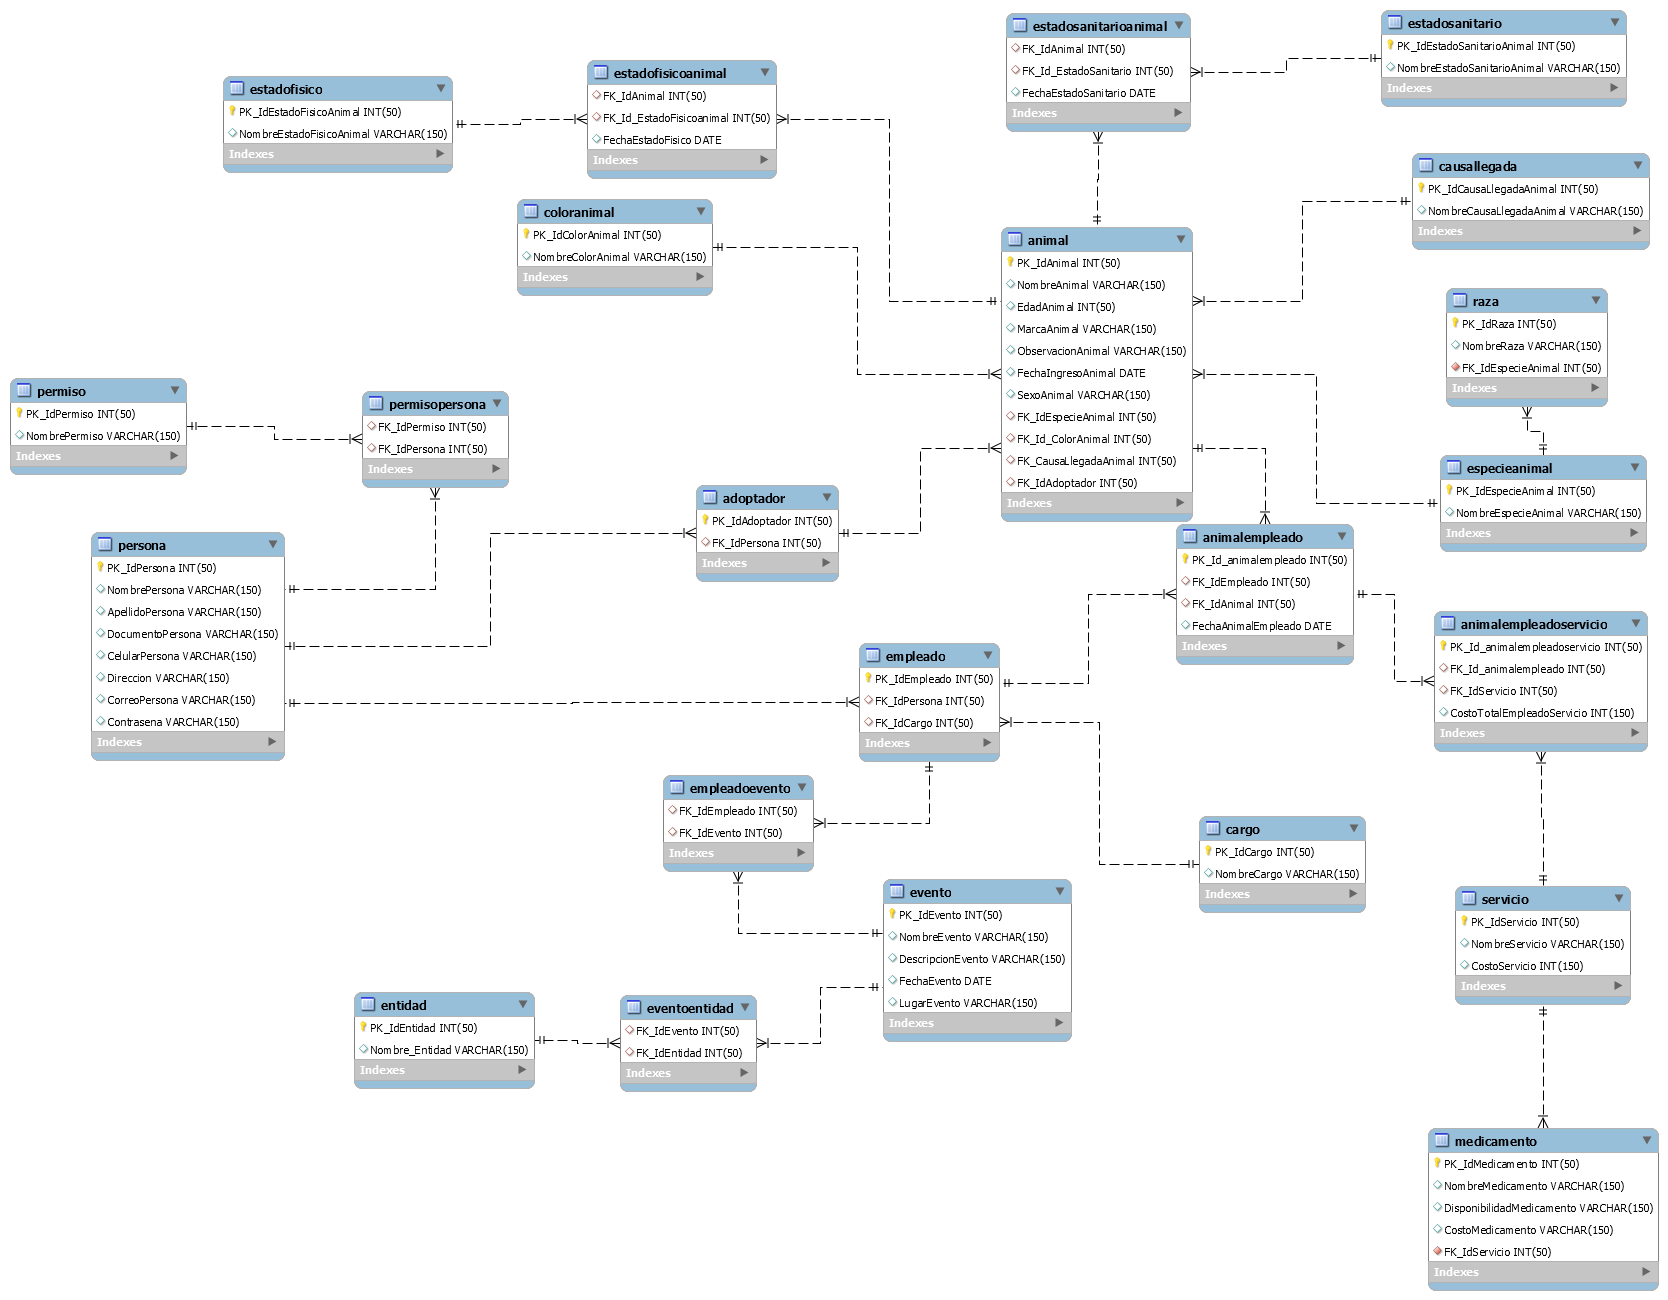 estadosanitarioanimal
FK_IdAnimal INT(50)
FK_Id_EstadoSanitario INT(50)
FechaEstadoSanitario DATE
Indexes
estadosanitario
PK_IdEstadoSanitarioAnimal INT(50)
NombreEstadoSanitarioAnimal VARCHAR(150)
Indexes
estadofisico
PK_IdEstadoFisicoAnimal INT(50)
NombreEstadoFisicoAnimal VARCHAR(150)
Indexes
estadofisicoanimal
FK_IdAnimal INT(50)
FK_Id_EstadoFisicoanimal INT(50)
FechaEstadoFisico DATE
Indexes
coloranimal
PK_IdColorAnimal INT(50)
NombreColorAnimal VARCHAR(150)
Indexes
causallegada
PK_IdCausaLlegadaAnimal INT(50)
NombreCausaLlegadaAnimal VARCHAR(150)
Indexes
animal
PK_IdAnimal INT(50)
NombreAnimal VARCHAR(150)
EdadAnimal INT(50)
MarcaAnimal VARCHAR(150)
ObservacionAnimal VARCHAR(150)
FechaIngresoAnimal DATE
SexoAnimal VARCHAR(150)
FK_IdEspecieAnimal INT(50)
FK_Id_ColorAnimal INT(50)
FK_CausaLlegadaAnimal INT(50)
FK_IdAdoptador INT(50)
Indexes
raza
PK_IdRaza INT(50)
NombreRaza VARCHAR(150)
FK_IdEspecieAnimal INT(50)
Indexes
permiso
PK_IdPermiso INT(50)
NombrePermiso VARCHAR(150)
Indexes
permisopersona
FK_IdPermiso INT(50)
FK_IdPersona INT(50)
Indexes
especieanimal
PK_IdEspecieAnimal INT(50)
NombreEspecieAnimal VARCHAR(150)
Indexes
adoptador
PK_IdAdoptador INT(50)
FK_IdPersona INT(50)
Indexes
persona
PK_IdPersona INT(50)
NombrePersona VARCHAR(150)
ApellidoPersona VARCHAR(150)
DocumentoPersona VARCHAR(150)
CelularPersona VARCHAR(150)
Direccion VARCHAR(150)
CorreoPersona VARCHAR(150)
Contrasena VARCHAR(150)
Indexes
animalempleado
PK_Id_animalempleado INT(50)
FK_IdEmpleado INT(50)
FK_IdAnimal INT(50)
FechaAnimalEmpleado DATE
Indexes
animalempleadoservicio
PK_Id_animalempleadoservicio INT(50)
FK_Id_animalempleado INT(50)
FK_IdServicio INT(50)
CostoTotalEmpleadoServicio INT(150)
Indexes
empleado
PK_IdEmpleado INT(50)
FK_IdPersona INT(50)
FK_IdCargo INT(50)
Indexes
empleadoevento
FK_IdEmpleado INT(50)
FK_IdEvento INT(50)
Indexes
cargo
PK_IdCargo INT(50)
NombreCargo VARCHAR(150)
Indexes
evento
PK_IdEvento INT(50)
NombreEvento VARCHAR(150)
DescripcionEvento VARCHAR(150)
FechaEvento DATE
LugarEvento VARCHAR(150)
Indexes
servicio
PK_IdServicio INT(50)
NombreServicio VARCHAR(150)
CostoServicio INT(150)
Indexes
entidad
PK_IdEntidad INT(50)
Nombre_Entidad VARCHAR(150)
Indexes
eventoentidad
FK_IdEvento INT(50)
FK_IdEntidad INT(50)
Indexes
medicamento
PK_IdMedicamento INT(50)
NombreMedicamento VARCHAR(150)
DisponibilidadMedicamento VARCHAR(150)
CostoMedicamento VARCHAR(150)
FK_IdServicio INT(50)
Indexes